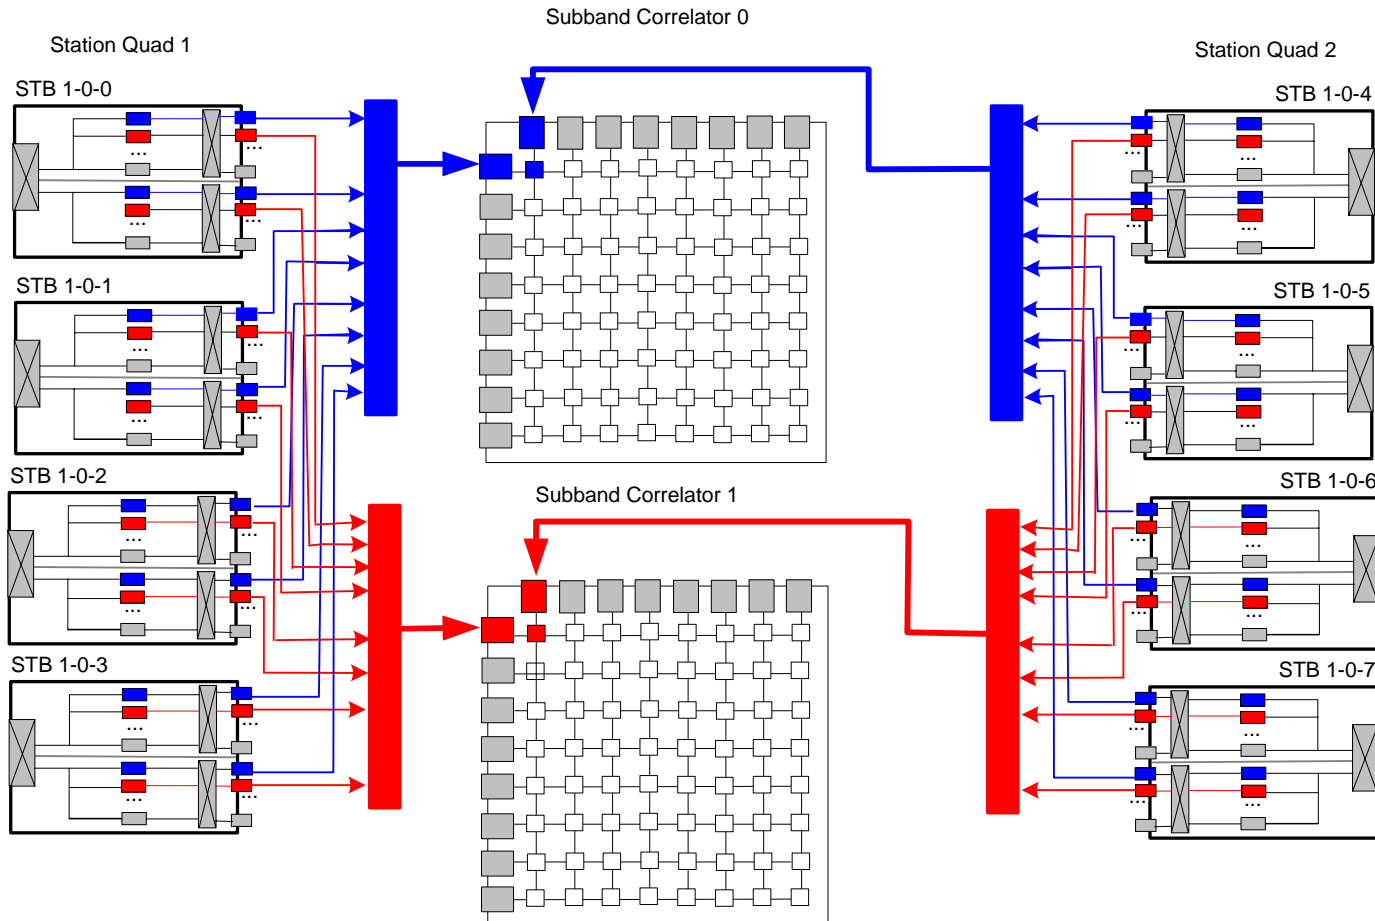 Subband Correlator 0
Station Quad 1
Station Quad 2
STB 1-0-0
...
...
...
...
STB 1-0-4
...
...
...
...
STB 1-0-1
...
...
...
...
STB 1-0-5
...
...
...
...
STB 1-0-2
...
...
...
...
STB 1-0-6
...
...
...
...
Subband Correlator 1
STB 1-0-3
...
...
...
...
STB 1-0-7
...
...
...
...